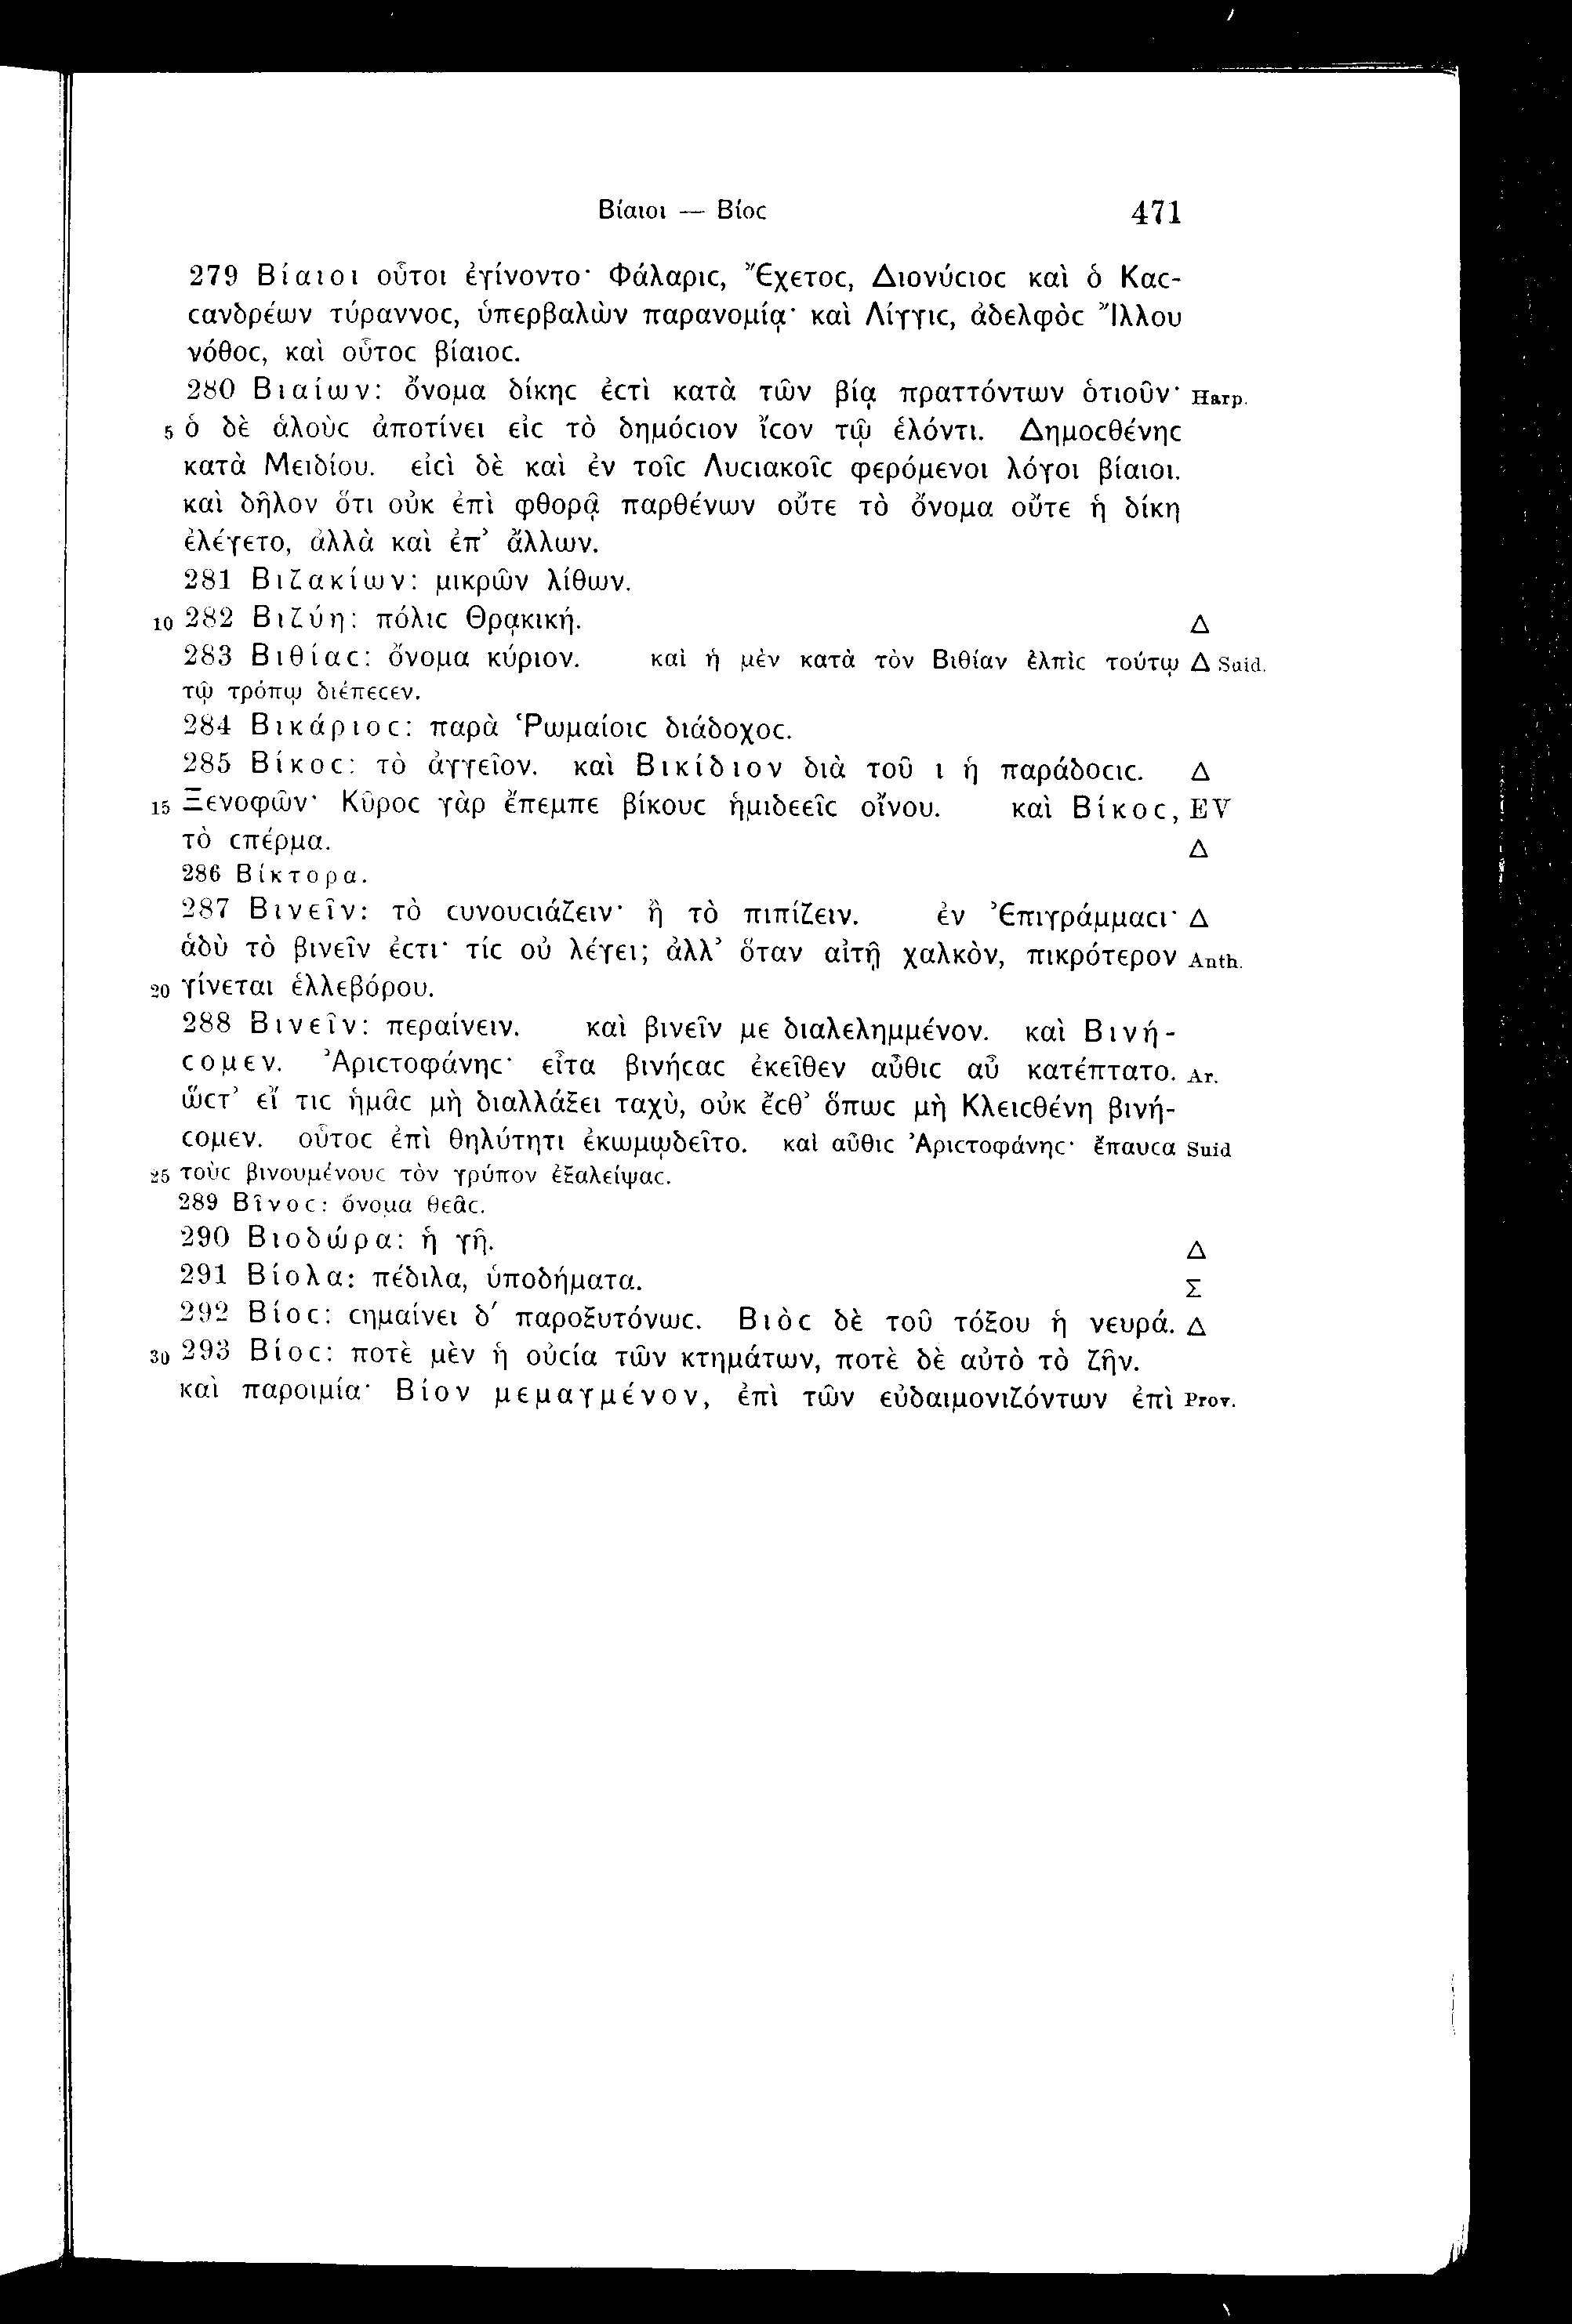 Βίαιοι — Βίοϲ 471
279 Βίαιοι οὗτοι ἐγίνοντο· Φάλαριϲ, Ἔχετοϲ, Διονύϲιοϲ καὶ ὁ Καϲ-
ϲανδρέων τύραννοϲ, ὑπερβαλὼν παρανομίᾳ· καὶ Λίγγιϲ, ἀδελφὸϲ Ἴλλου
νόθοϲ, καὶ οὗτοϲ βίαιοϲ.
280 Βιαίων: ὄνομα δίκηϲ ἐϲτὶ κατὰ τῶν βίᾳ πραττόντων ὁτιοῦν· Harp.
5 ὁ δὲ ἁλοὺϲ ἀποτίνει εἰϲ τὸ δημόϲιον ἴϲον τῷ ἑλόντι. Δημοϲθένηϲ
κατὰ Μειδίου. εἰϲὶ δὲ καὶ ἐν τοῖϲ Λυϲιακοῖϲ φερόμενοι λόγοι βίαιοι.
καὶ δῆλον ὅτι οὐκ ἐπὶ φθορᾷ παρθένων οὔτε τὸ ὄνομα οὔτε ἡ δίκη
ἐλέγετο, ἀλλὰ καὶ ἐπ’ ἄλλων.
281 Βιζακίων: μικρῶν λίθων.
10 282 Βιζύη: πόλιϲ Θρᾳκική. Δ
283 Βιθίαϲ: ὄνομα κύριον. καὶ ἡ μὲν κατὰ τὸν Βιθίαν ἐλπὶϲ τούτῳ Δ Suid.
τῷ τρόπῳ διέπεϲεν.
284 Βικάριοϲ: παρὰ Ῥωμαίοιϲ διάδοχοϲ.
285 Βίκοϲ: τὸ ἀγγεῖον. καὶ Βικίδιον διὰ τοῦ ι ἡ παράδοϲιϲ. Δ
15 Ξενοφῶν· Κῦροϲ γὰρ ἔπεμπε βίκουϲ ἡμιδεεῖϲ οἴνου. καὶ Βίκοϲ, EV
τὸ ϲπέρμα. Δ
286 Βίκτορα.
287 Βινεῖν: τὸ ϲυνουϲιάζειν· ἢ τὸ πιπίζειν. ἐν Ἐπιγράμμαϲι· Δ
ἁδὺ τὸ βινεῖν ἐϲτι· τίϲ οὐ λέγει; ἀλλ’ ὅταν αἰτῇ χαλκὸν, πικρότερον Anth.
20 γίνεται ἑλλεβόρου.
288 Βινεῖν: περαίνειν. καὶ βινεῖν με διαλελημμένον. καὶ Βινή-
ϲομεν. Ἀριϲτοφάνηϲ· εἶτα βινήϲαϲ ἐκεῖθεν αὖθιϲ αὖ κατέπτατο. Ar.
ὥϲτ’ εἴ τιϲ ἡμᾶϲ μὴ διαλλάξει ταχὺ, οὐκ ἔϲθ’ ὅπωϲ μὴ Κλειϲθένη βινή-
ϲομεν. οὗτοϲ ἐπὶ θηλύτητι ἐκωμῳδεῖτο. καὶ αὖθιϲ Ἀριϲτοφάνηϲ· ἔπαυϲα Suid
25 τοὺϲ βινουμένουϲ τὸν γρύπον ἐξαλείψαϲ.
289 Βῖνοϲ: ὄνομα θεᾶϲ.
290 Βιοδώρα: ἡ γῆ. Δ
291 Βίολα: πέδιλα, ὑποδήματα. Σ
292 Βίοϲ: ϲημαίνει δʹ παροξυτόνωϲ. Βιὸϲ δὲ τοῦ τόξου ἡ νευρά. Δ
30 293 Βίοϲ: ποτὲ μὲν ἡ οὐϲία τῶν κτημάτων, ποτὲ δὲ αὐτὸ τὸ ζῆν.
καὶ παροιμία· Βίον μεμαγμένον, ἐπὶ τῶν εὐδαιμονιζόντων ἐπὶ Prov.